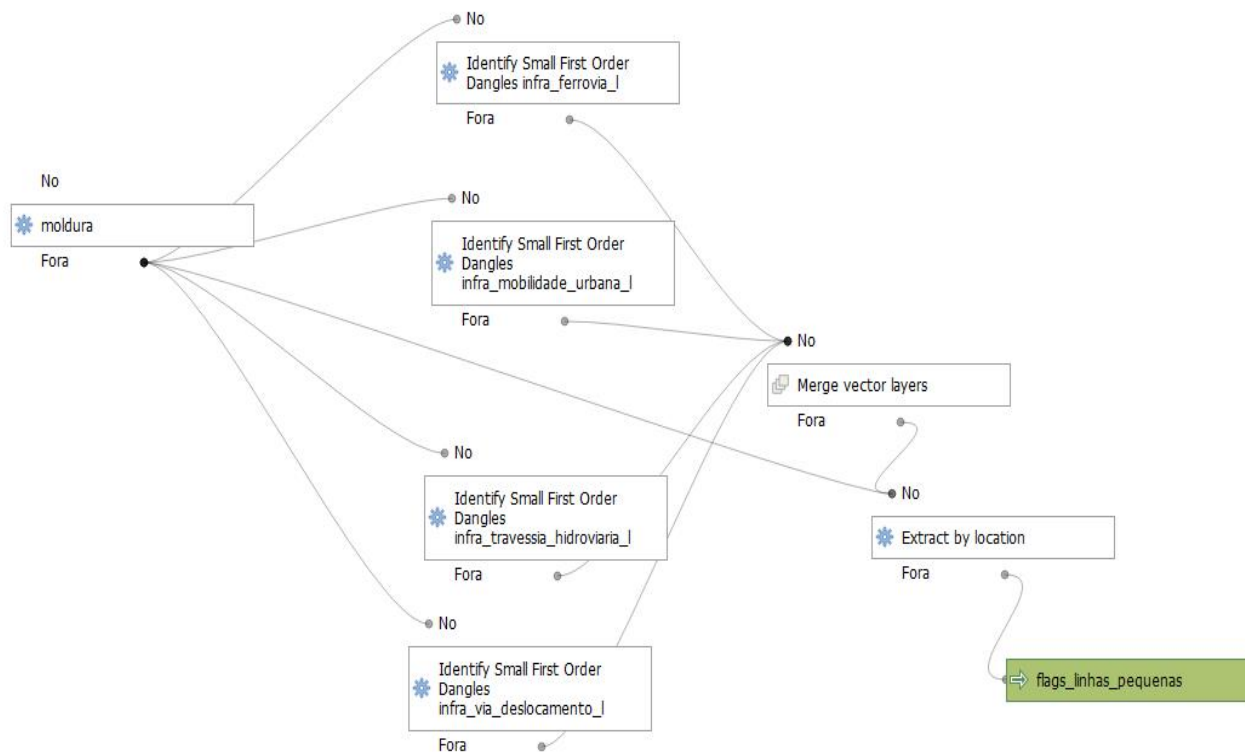 No
Identify Small First Order
Dangles infra_ferrovia_l
Fora
No
moldura
Fora
No
Identify Small First Order
Dangles
infra_mobilidade_urbana_l
Fora
No
Identify Small First Order
Dangles
infra_travessia_hidroviaria_l
Fora
No
Identify Small First Order
Dangles
infra_via_deslocamento_l
Fora
No
Merge vector layers
Fora
No
Extract by location
Fora
flags_linhas_pequenas